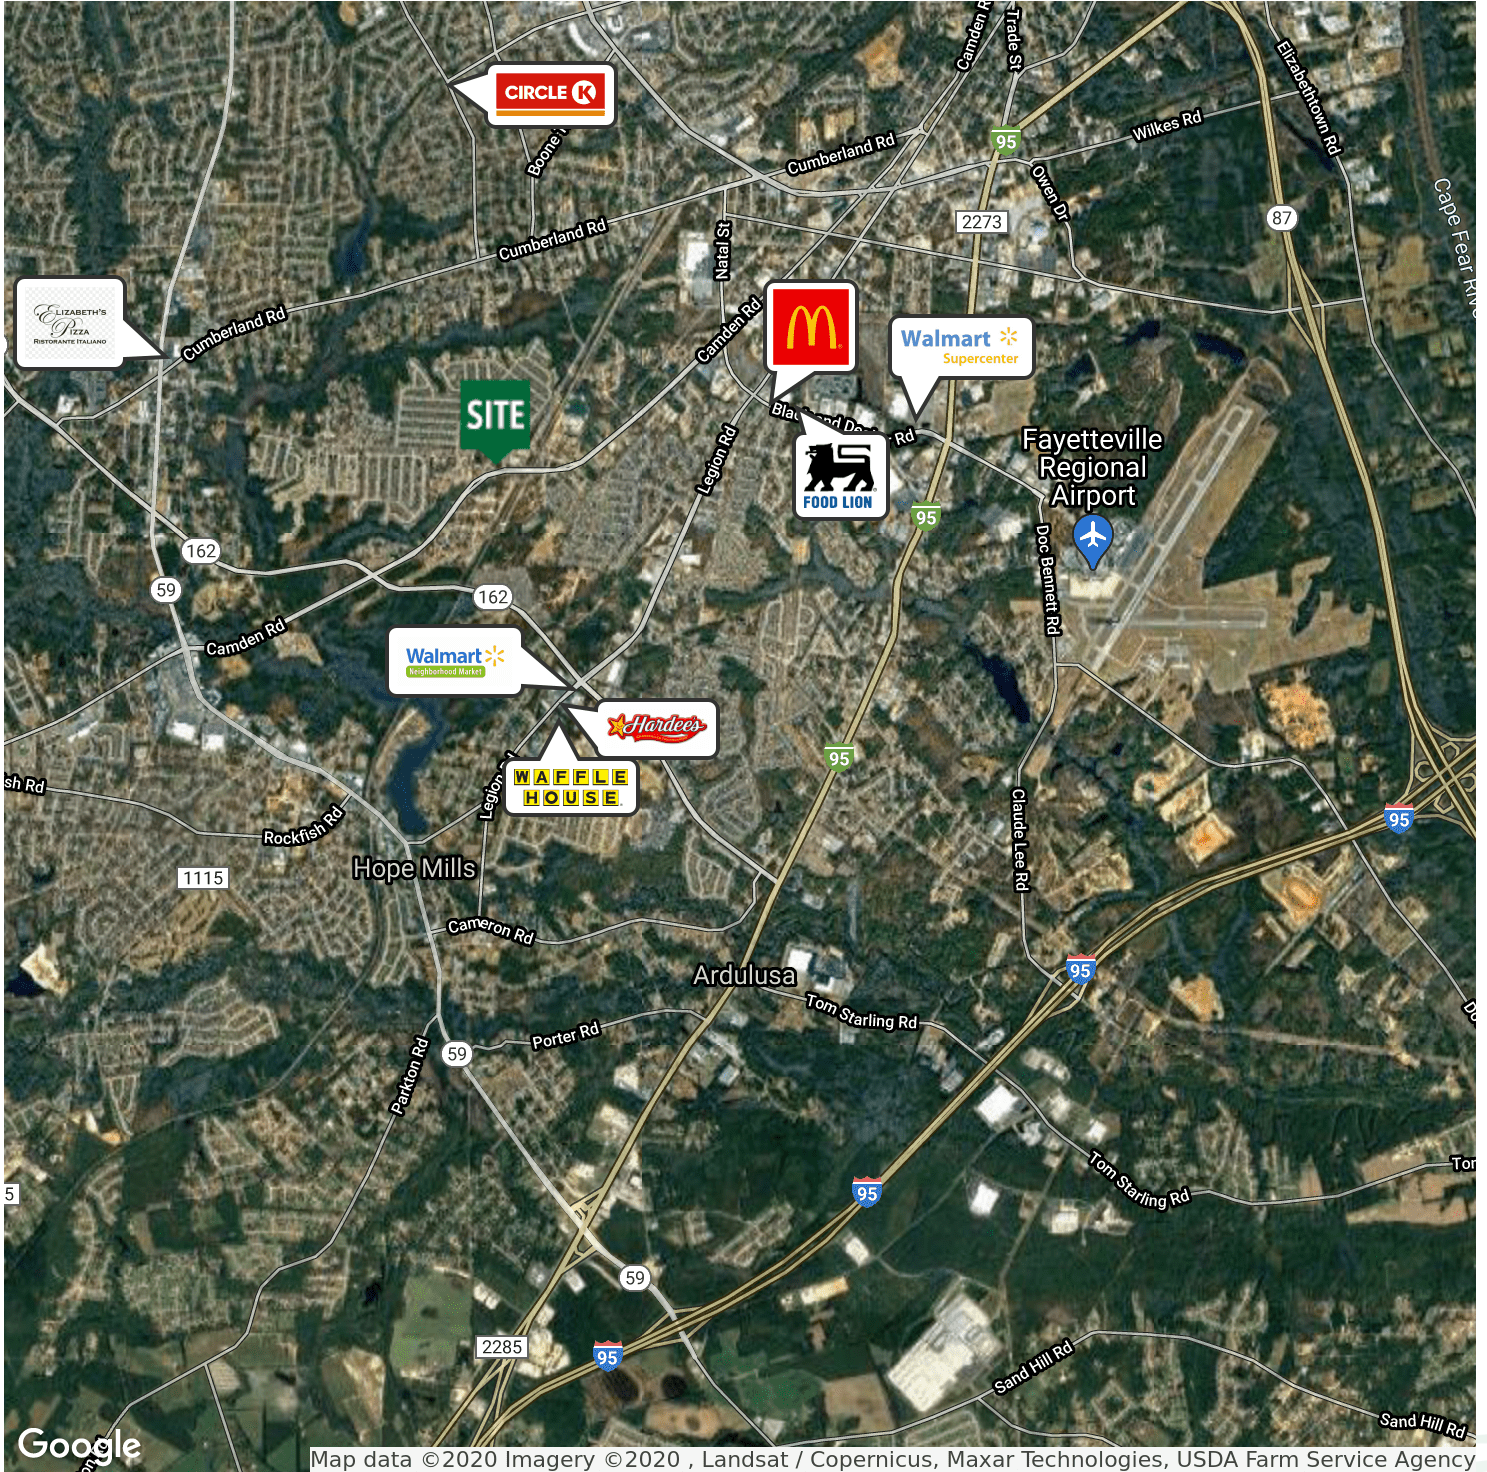 Camden R
Trade St
Elizabethtown Rd
CIRCLE K
Wilkes Rd
95
Cumberland Rd
Boone
Owen Dr
Cape Fear Riv
87
2273
Cumberland Rd
Natal St
ELIZABETH'S
PIZZA
RISTORANTE ITALIANO
Cumberland Rd
Camden Rd
Walmart
Supercenter
SITE
Rd
Legion Rd
FOOD LION
Fayetteville
Regional
Airport
95
162
Doc Bennett Rd
59
162
Camden Rd
Walmart
Neighborhood Market
Hardee's
95
WAFFLE
HOUSE
Legion
sh Rd
Rockfish Rd
Claude Lee Rd
95
Hope Mills
1115
Cameron Rd
95
Ardulusa
Tom Starling Rd
Porter Rd
59
Parkton Rd
Tom Starling Rd
Tor
5
95
59
2285
95
Sand Hill Rd
Sand Hill Rd
Google
Map data ©2020 Imagery ©2020 , Landsat / Copernicus, Maxar Technologies, USDA Farm Service Agency